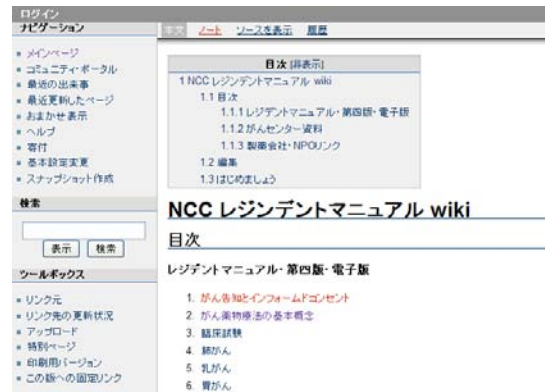 ログイン
ナビゲーション
メインページ
コミュニティ・ポータル
最近の出来事
最近更新したページ
おまかせ表示
ヘルプ
寄付
基本設定変更
スナップショット作成
検索
表示 検索
ツールボックス
リンク元
リンク先の更新状況
アップロード
特別ページ
印刷用バージョン
この版への固定リンク
本文 ノート ソースを表示 履歴
目次 [非表示]
1 NCC レジンデントマニュアル wiki
1.1 目次
1.1.1 レジデントマニュアル・第四版・電子版
1.1.2 がんセンター資料
1.1.3 製薬会社・NPOリンク
1.2 編集
1.3 はじめましょう
NCC レジンデントマニュアル wiki
目次
レジデントマニュアル・第四版・電子版
1. がん告知とインフォームドコンセント
2. がん薬物療法の基本概念
3. 臨床試験
4. 肺がん
5. 乳がん
6. 胃がん